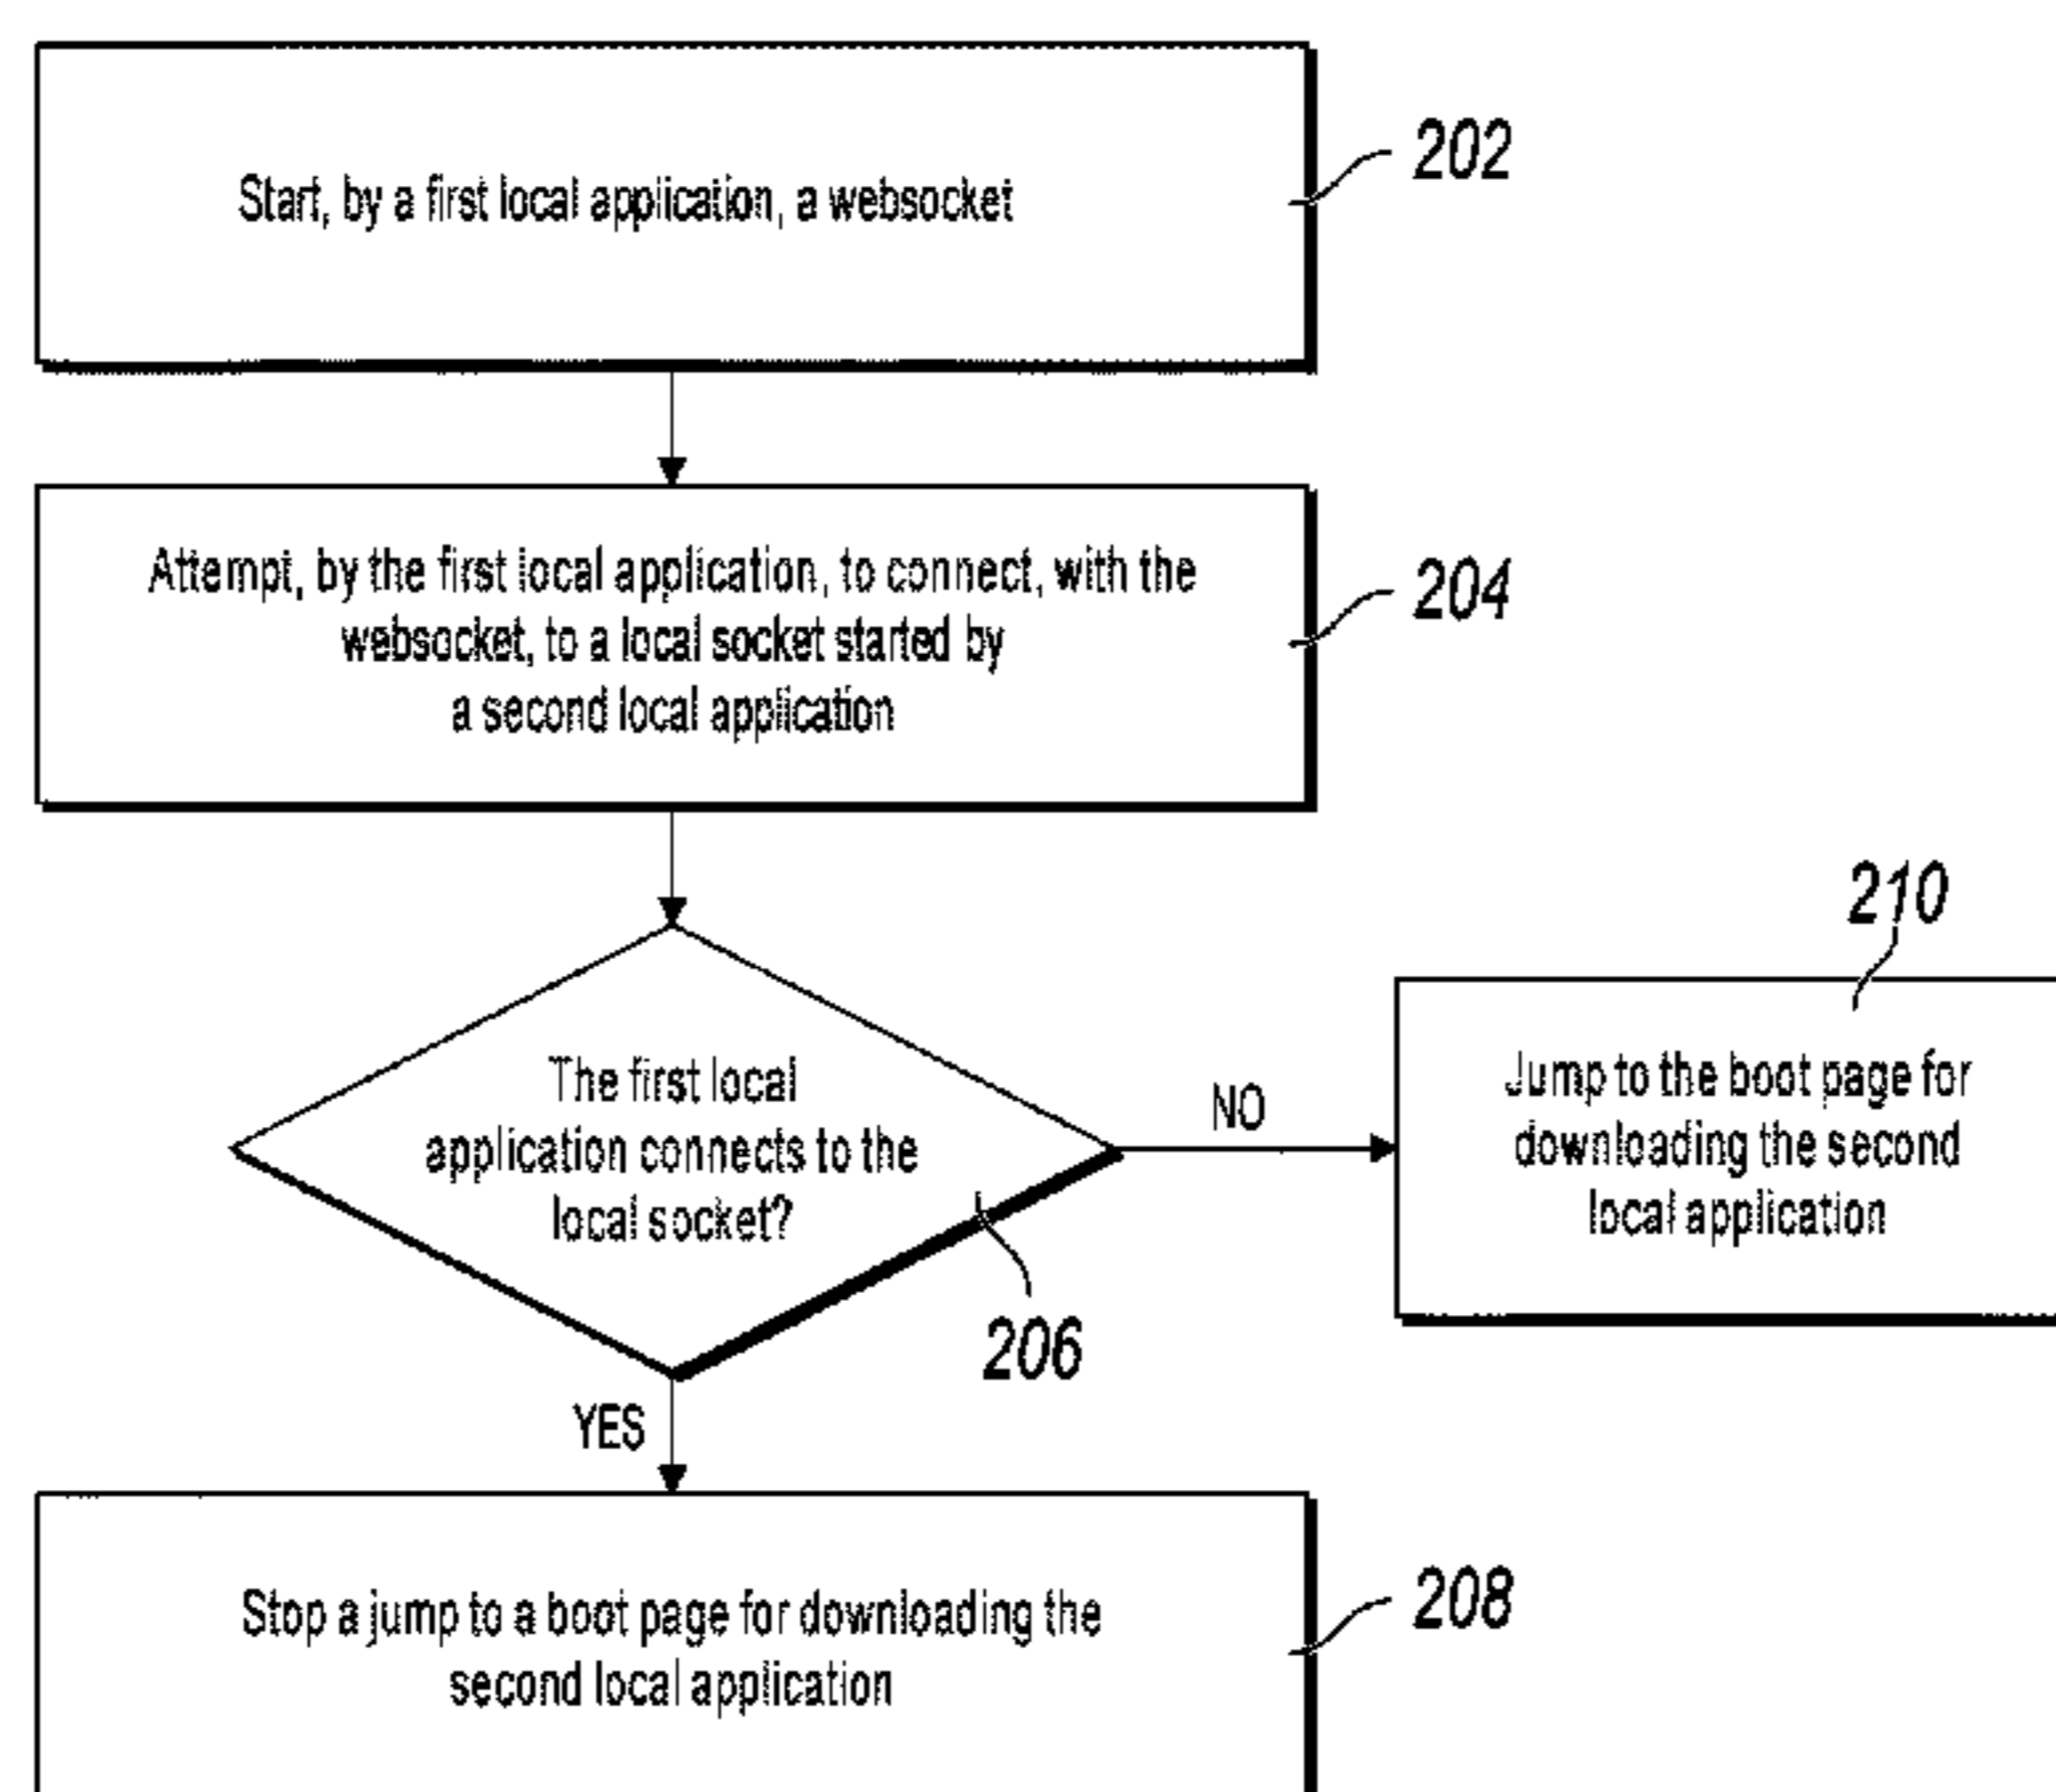 202
Start, by a first local application, a websocket
204
Attempt, by the first local application, to connect, with the
websocket, to a local socket started by
a second local application
210
The first local
application connects to the
local socket?
NO
Jump to the boot page for
downloading the second
local application
206
YES
208
Stop a jump to a boot page for downloading the
second local application